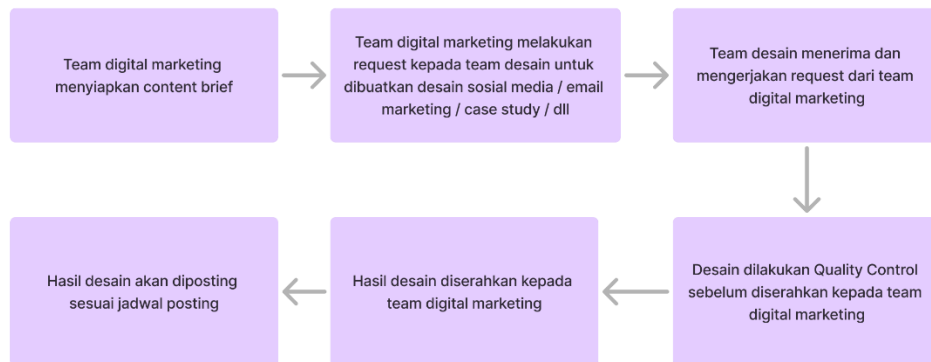 Team digital marketing
menyiapkan content brief
Team digital marketing melakukan
request kepada team desain untuk
dibuatkan desain sosial media / email
marketing / case study / dll
Team desain menerima dan
mengerjakan request dari team
digital marketing
Desain dilakukan Quality Control
sebelum diserahkan kepada team
digital marketing
Hasil desain diserahkan kepada
team digital marketing
Hasil desain akan diposting
sesuai jadwal posting